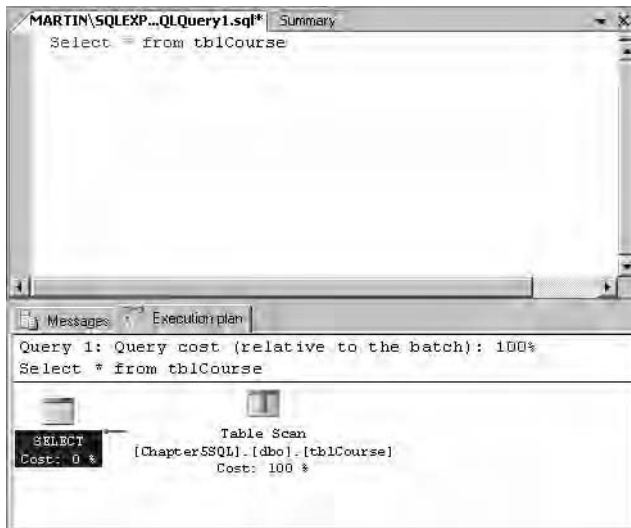 MARTIN\SQLEXP...QLQuery1.sql* Summary
Select * from tblCourse
Messages Execution plan
Query 1: Query cost (relative to the batch): 100%
Select * from tblCourse
SELECT
Cost: 0 %
Table Scan
[Chapter5SQL].[dbo].[tblCourse]
Cost: 100 %